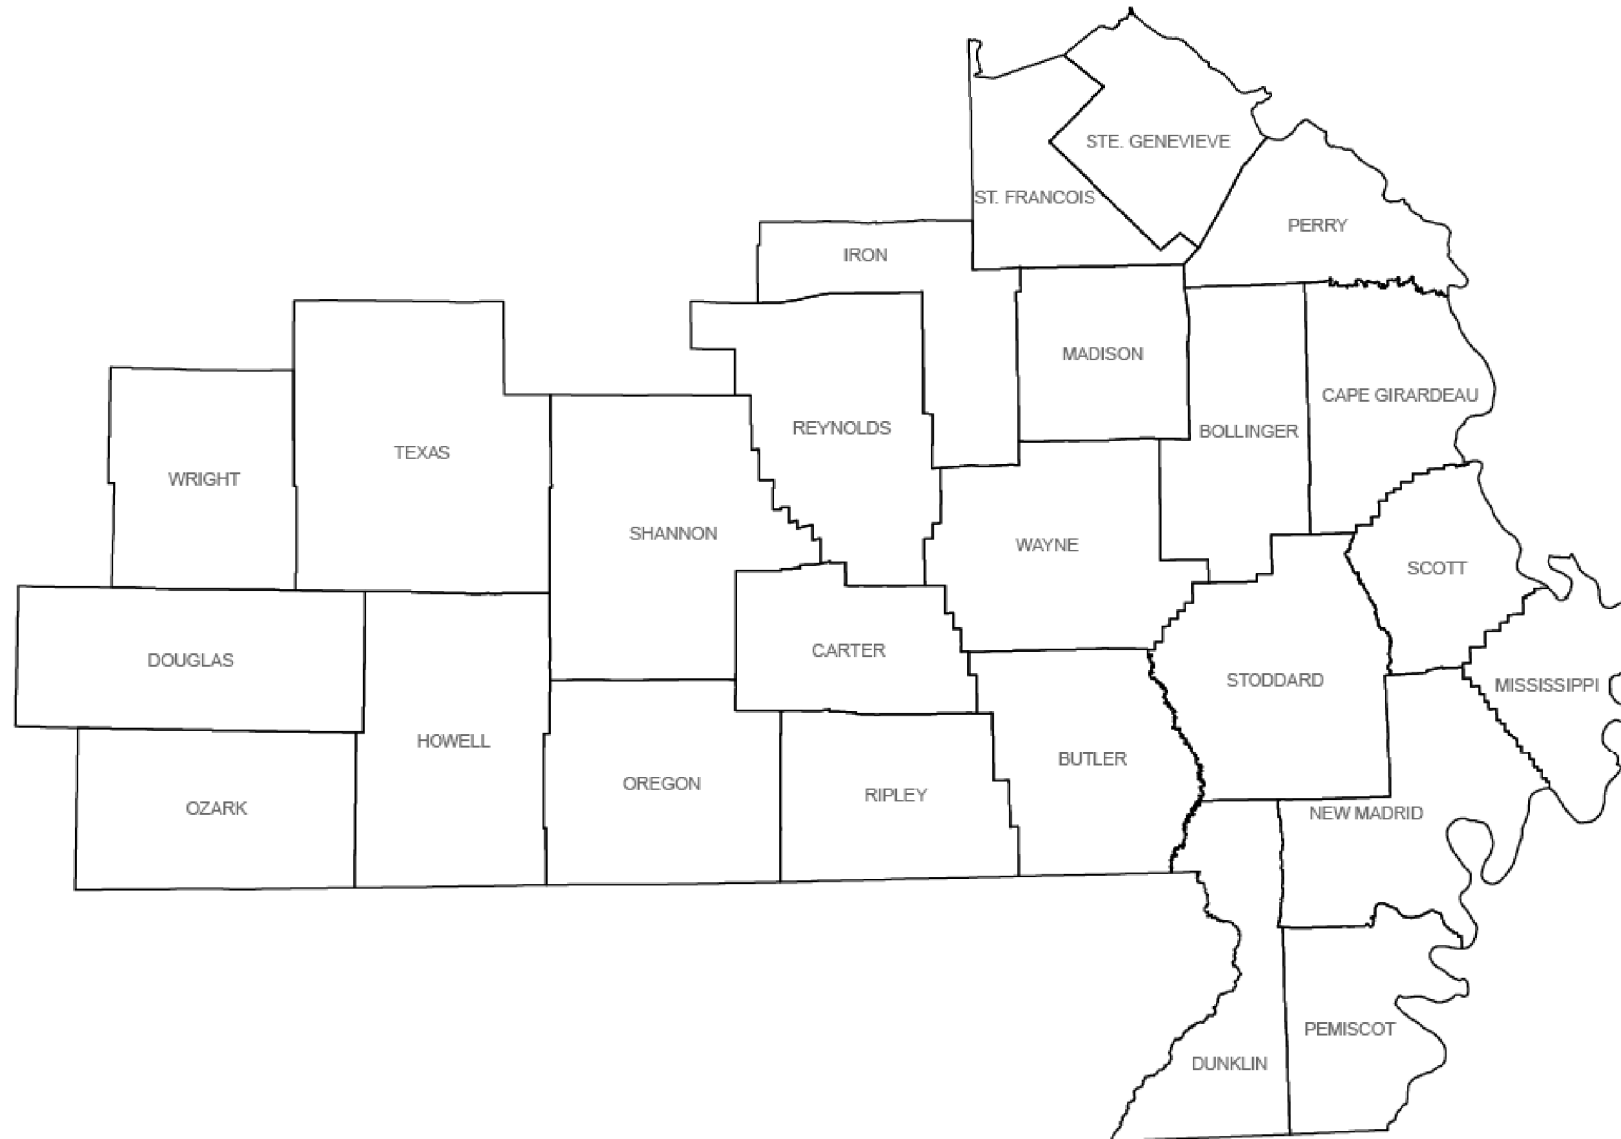 STE. GENEVIEVE
ST. FRANCOIS
PERRY
IRON
MADISON
CAPE GIRARDEAU
REYNOLDS
BOLLINGER
TEXAS
WRIGHT
SHANNON
WAYNE
SCOTT
CARTER
DOUGLAS
STODDARD
MISSISSIPPI
HOWELL
BUTLER
OREGON
RIPLEY
OZARK
NEW MADRID
PEMISCOT
DUNKLIN